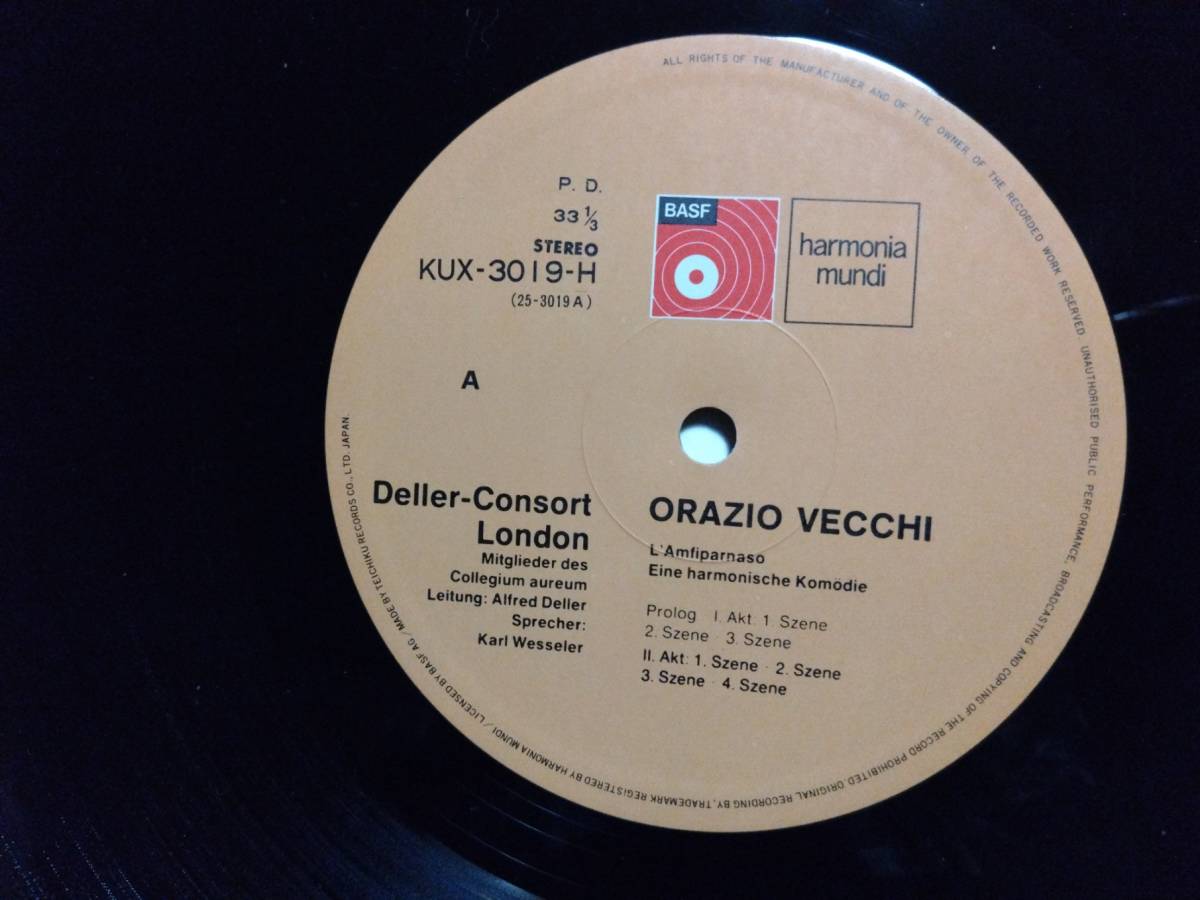 P. D.
33 1/3
STEREO
KUX-3019-H
(25-3019 A)
BASF
harmonia
mundi
A
Deller-Consort
London
Mitglieder des
Collegium aureum
Leitung: Alfred Deller
Sprecher:
Karl Wesseler
ORAZIO VECCHI
L'Amfiparnaso
Eine harmonische Komödie
Prolog · I. Akt: 1. Szene
2. Szene · 3. Szene
II. Akt: 1. Szene · 2. Szene
3. Szene · 4. Szene
ALL RIGHTS OF THE MANUFACTURER AND OF THE OWNER OF THE RECORDED WORK RESERVED. UNAUTHORISED PUBLIC PERFORMANCE, BROADCASTING AND COPYING OF THE RECORD PROHIBITED. ORIGINAL RECORDING BY, TRADEMARK REGISTERED BY HARMONIA MUNDI / LICENSED BY BASF AG / MADE BY TEICHIKU RECORDS CO., LTD. JAPAN.